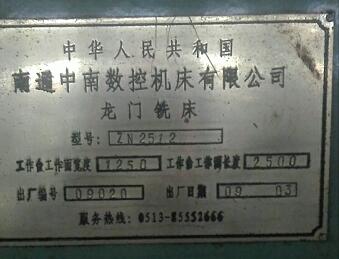 中华人民共和国
南通中南数控机床有限公司
龙门铣床
型号: ZN2512
工作台工作面宽度 1250 工作台工作面长度 2500
出厂编号 09020 出厂日期 09 03
服务热线: 0513-85552666